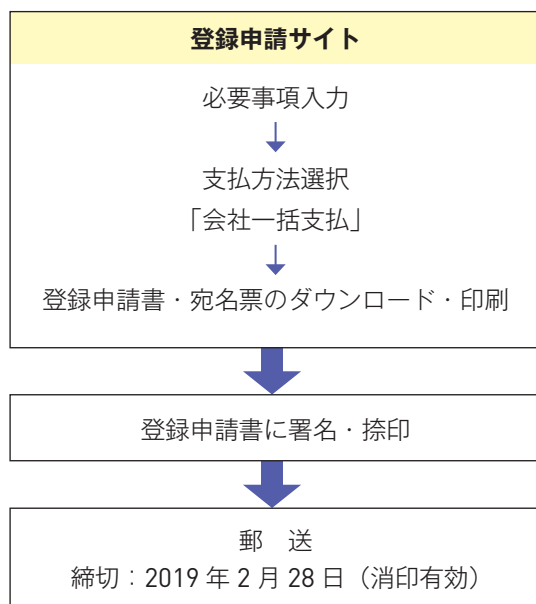 登録申請サイト
必要事項入力
支払方法選択
「会社一括支払」
登録申請書・宛名票のダウンロード・印刷
登録申請書に署名・捺印
郵　送
締切：2019 年 2 月 28 日（消印有効）